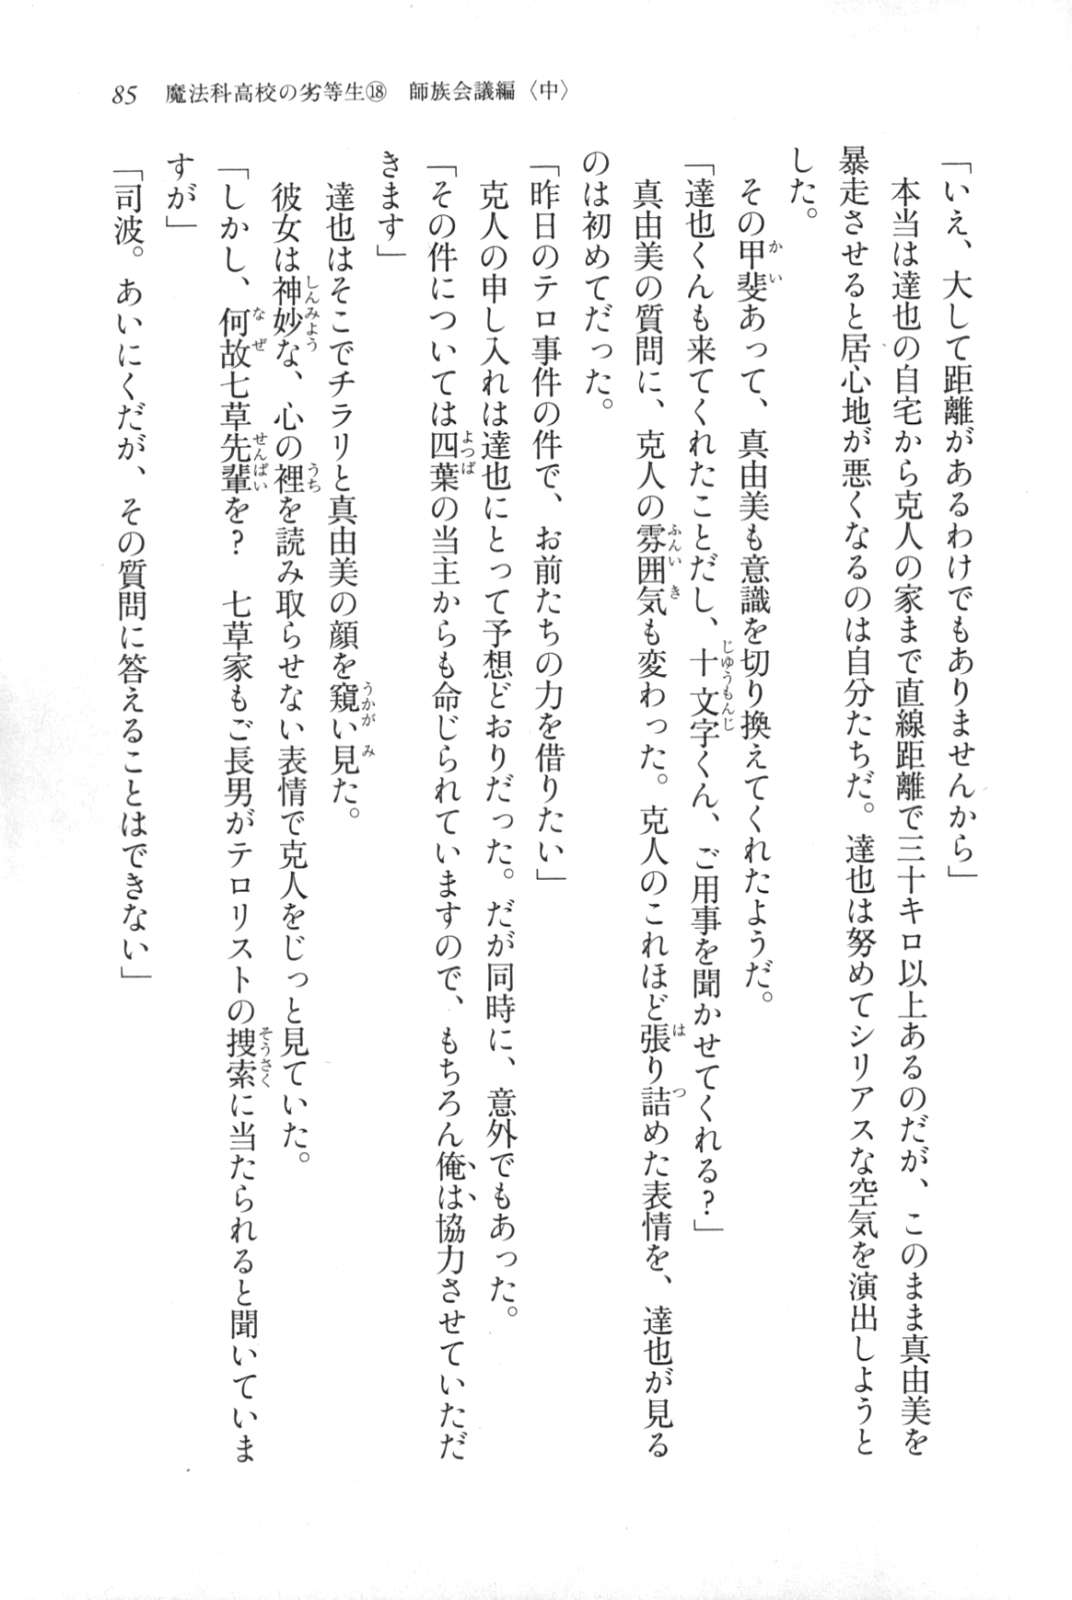 85　魔法科高校の劣等生⑱　師族会議編〈中〉
「いえ、大して距離があるわけでもありませんから」
　本当は達也の自宅から克人の家まで直線距離で三十キロ以上あるのだが、このまま真由美を
暴走させると居心地が悪くなるのは自分たちだ。達也は努めてシリアスな空気を演出しようと
した。
　その甲斐あって、真由美も意識を切り換えてくれたようだ。
「達也くんも来てくれたことだし、十文字くん、ご用事を聞かせてくれる？」
　真由美の質問に、克人の雰囲気も変わった。克人のこれほど張り詰めた表情を、達也が見る
のは初めてだった。
「昨日のテロ事件の件で、お前たちの力を借りたい」
　克人の申し入れは達也にとって予想どおりだった。だが同時に、意外でもあった。
「その件については四葉の当主からも命じられていますので、もちろん俺は協力させていただ
きます」
　達也はそこでチラリと真由美の顔を窺い見た。
　彼女は神妙な、心の裡を読み取らせない表情で克人をじっと見ていた。
「しかし、何故七草先輩を？　七草家もご長男がテロリストの捜索に当たられると聞いていま
すが」
「司波。あいにくだが、その質問に答えることはできない」